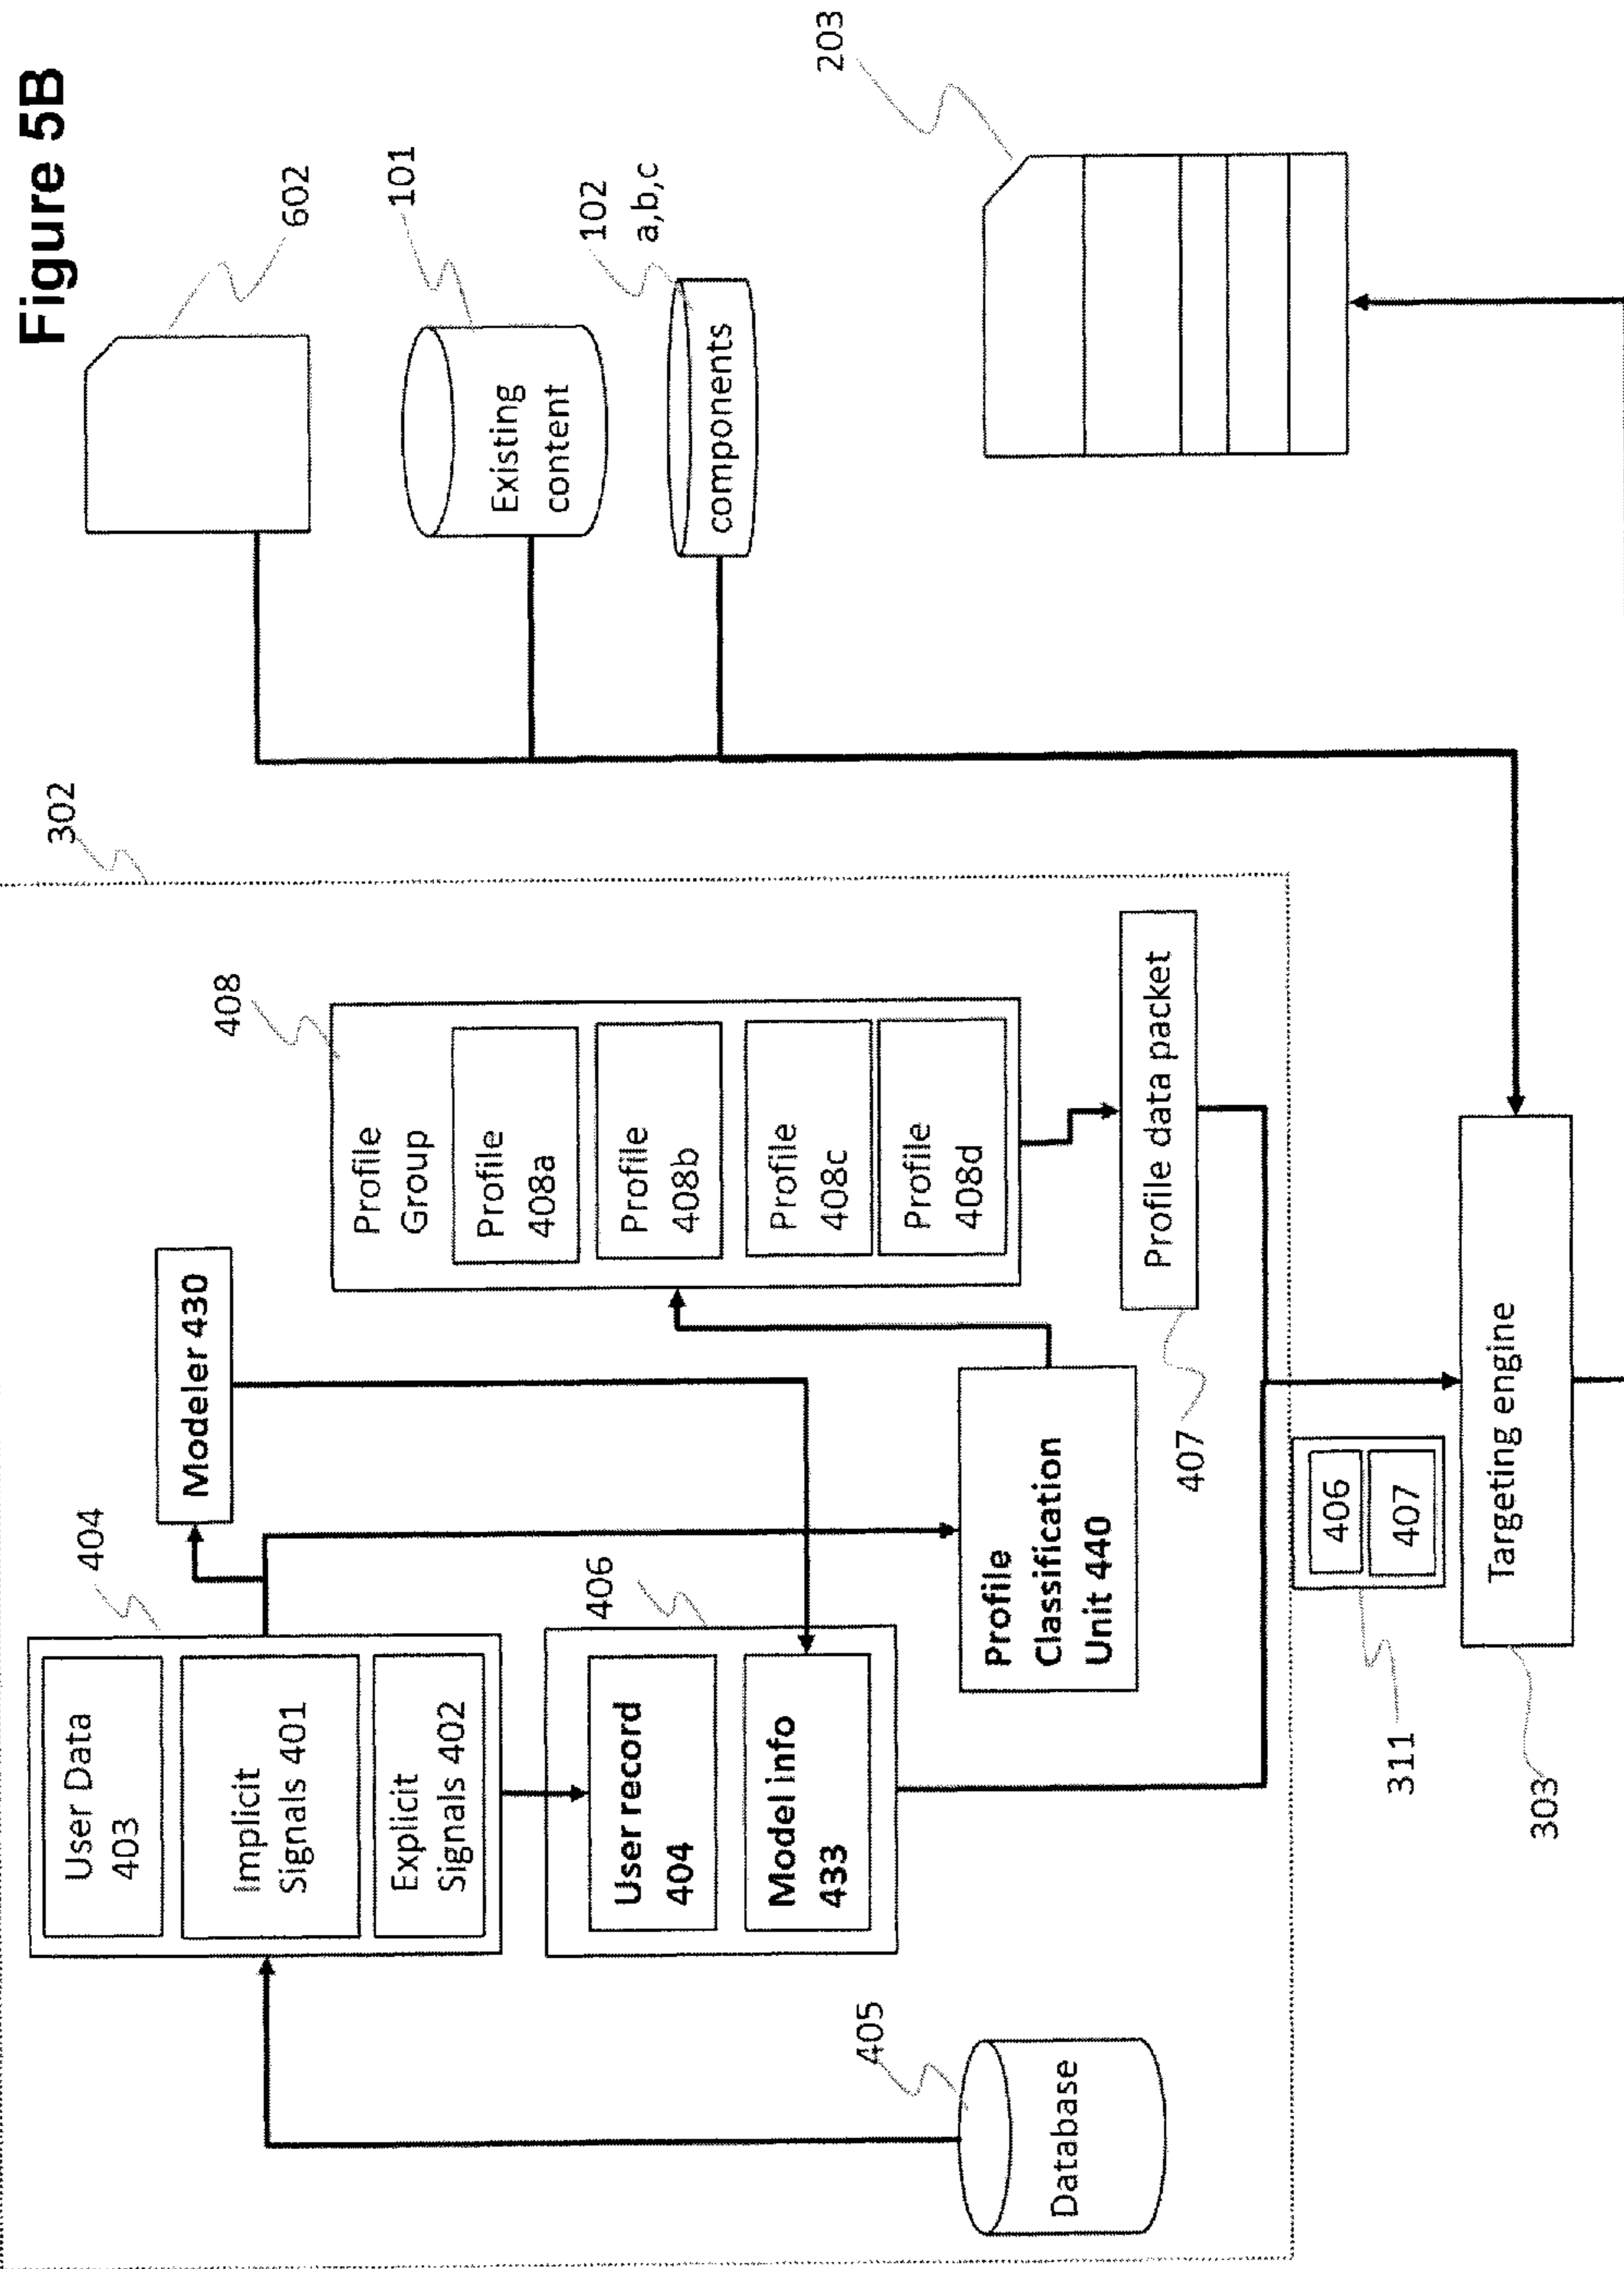 Figure 5B
302
404
User Data
403
Implicit
Signals 401
Explicit
Signals 402
Modeler 430
406
User record
404
Model info
433
405
Database
Profile
Classification
Unit 440
408
Profile
Group
Profile
408a
Profile
408b
Profile
408c
Profile
408d
Profile data packet
407
602
101
Existing
content
102
a,b,c
components
203
406
407
311
Targeting engine
303